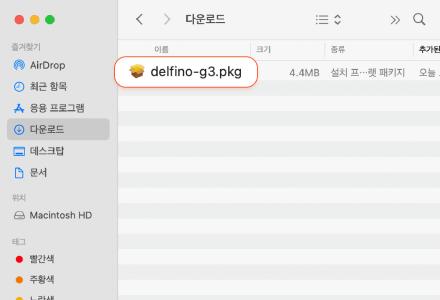 다운로드
즐겨찾기
AirDrop
최근 항목
응용 프로그램
다운로드
데스크탑
문서
위치
Macintosh HD
태그
빨간색
주황색
노란색
이름 크기 종류 추가된
delfino-g3.pkg 4.4MB 설치 프…렛 패키지 오늘